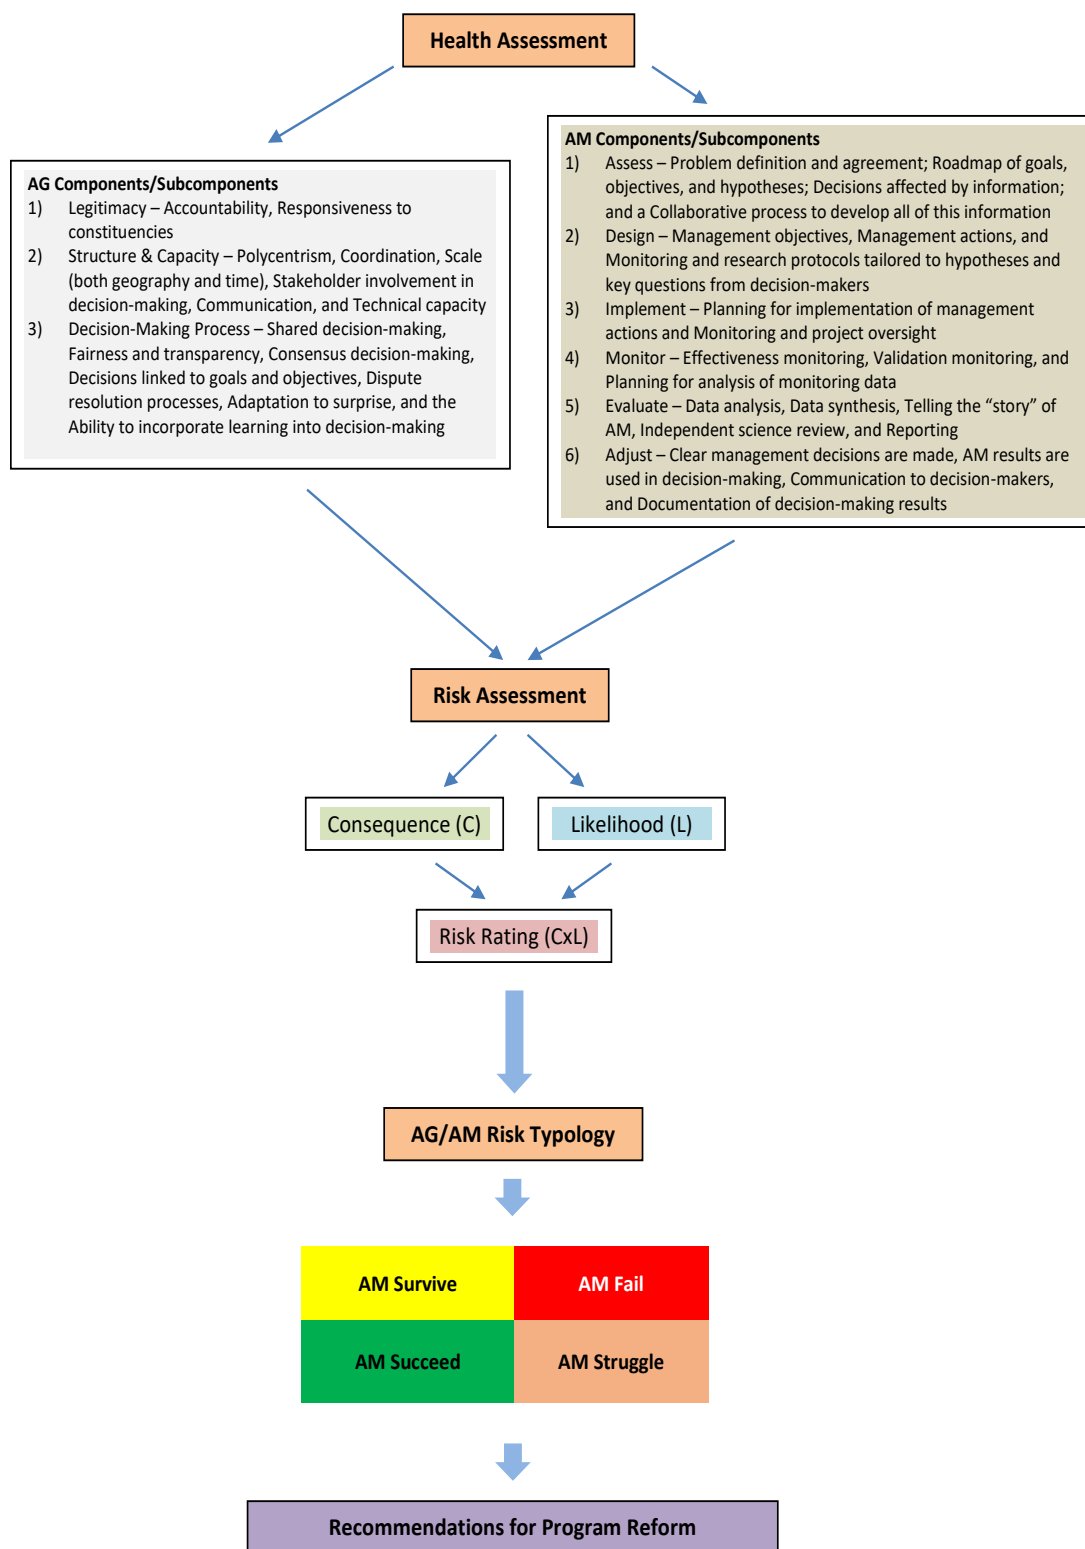 Health Assessment
AG Components/Subcomponents
1) Legitimacy – Accountability, Responsiveness to
constituencies
2) Structure & Capacity – Polycentrism, Coordination, Scale
(both geography and time), Stakeholder involvement in
decision-making, Communication, and Technical capacity
3) Decision-Making Process – Shared decision-making,
Fairness and transparency, Consensus decision-making,
Decisions linked to goals and objectives, Dispute
resolution processes, Adaptation to surprise, and the
Ability to incorporate learning into decision-making
AM Components/Subcomponents
1) Assess – Problem definition and agreement; Roadmap of goals,
objectives, and hypotheses; Decisions affected by information;
and a Collaborative process to develop all of this information
2) Design – Management objectives, Management actions, and
Monitoring and research protocols tailored to hypotheses and
key questions from decision-makers
3) Implement – Planning for implementation of management
actions and Monitoring and project oversight
4) Monitor – Effectiveness monitoring, Validation monitoring, and
Planning for analysis of monitoring data
5) Evaluate – Data analysis, Data synthesis, Telling the “story” of
AM, Independent science review, and Reporting
6) Adjust – Clear management decisions are made, AM results are
used in decision-making, Communication to decision-makers,
and Documentation of decision-making results
Risk Assessment
Consequence (C)
Likelihood (L)
Risk Rating (CxL)
AG/AM Risk Typology
AM Survive
AM Fail
AM Succeed
AM Struggle
Recommendations for Program Reform